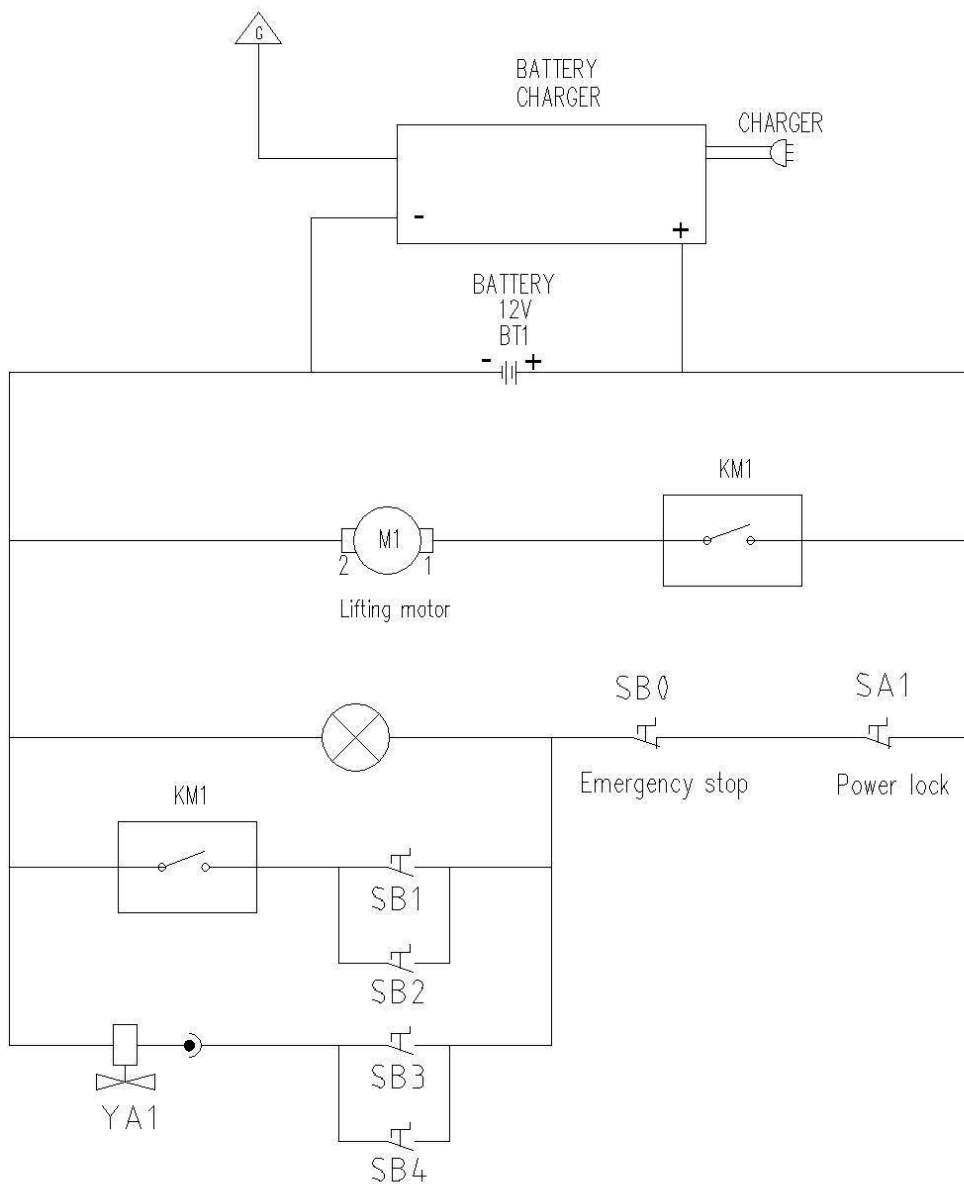 G
BATTERY
CHARGER
CHARGER
-
+
BATTERY
12V
BT1
- +
KM1
M1
2 1
Lifting motor
SB0 SA1
Emergency stop Power lock
KM1
SB1
SB2
SB3
YA1
SB4